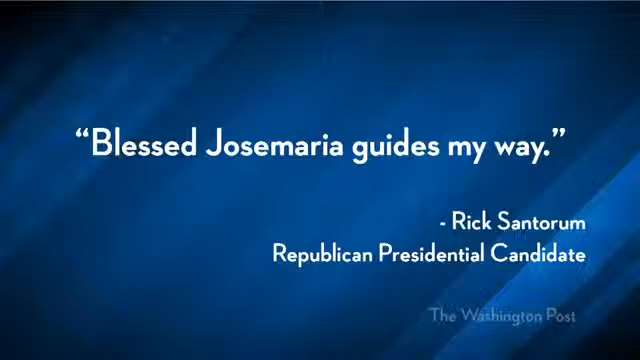 “Blessed Josemaria guides my way.”
- Rick Santorum
Republican Presidential Candidate
The Washington Post